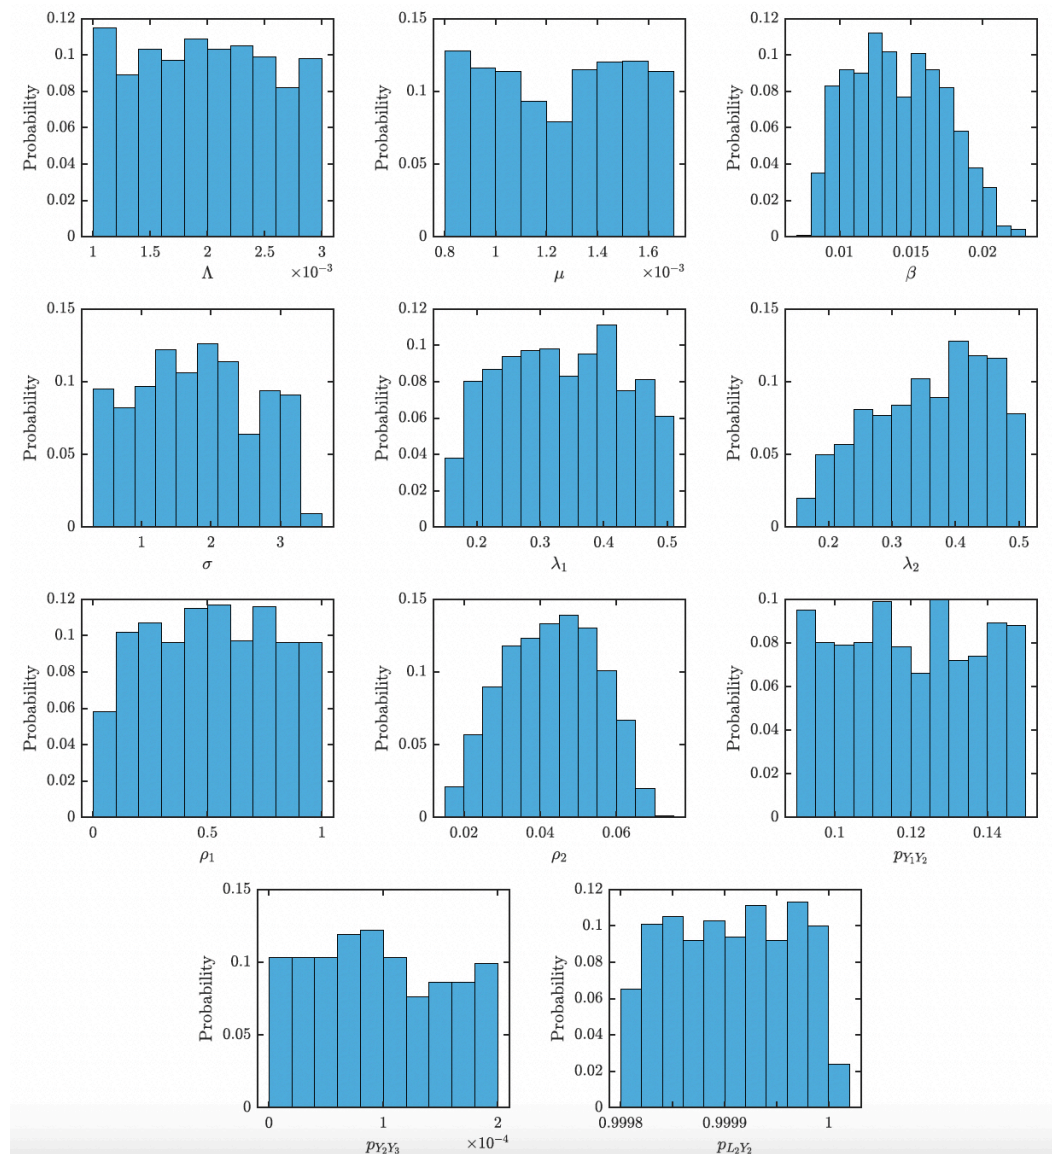 0.12
0.1
0.08
0.06
0.04
0.02
0
Probability
1 1.5 2 2.5 3
Λ ×10⁻³
0.15
0.1
0.05
0
Probability
0.8 1 1.2 1.4 1.6
μ ×10⁻³
0.12
0.1
0.08
0.06
0.04
0.02
0
Probability
0.01 0.015 0.02
β
0.15
0.1
0.05
0
Probability
1 2 3
σ
0.12
0.1
0.08
0.06
0.04
0.02
0
Probability
0.2 0.3 0.4 0.5
λ₁
0.15
0.1
0.05
0
Probability
0.2 0.3 0.4 0.5
λ₂
0.12
0.1
0.08
0.06
0.04
0.02
0
Probability
0 0.5 1
ρ₁
0.15
0.1
0.05
0
Probability
0.02 0.04 0.06
ρ₂
0.1
0.08
0.06
0.04
0.02
0
Probability
0.1 0.12 0.14
p_{Y₁Y₂}
0.15
0.1
0.05
0
Probability
0 1 2
p_{Y₂Y₃} ×10⁻⁴
0.12
0.1
0.08
0.06
0.04
0.02
0
Probability
0.9998 0.9999 1
p_{L₂Y₂}